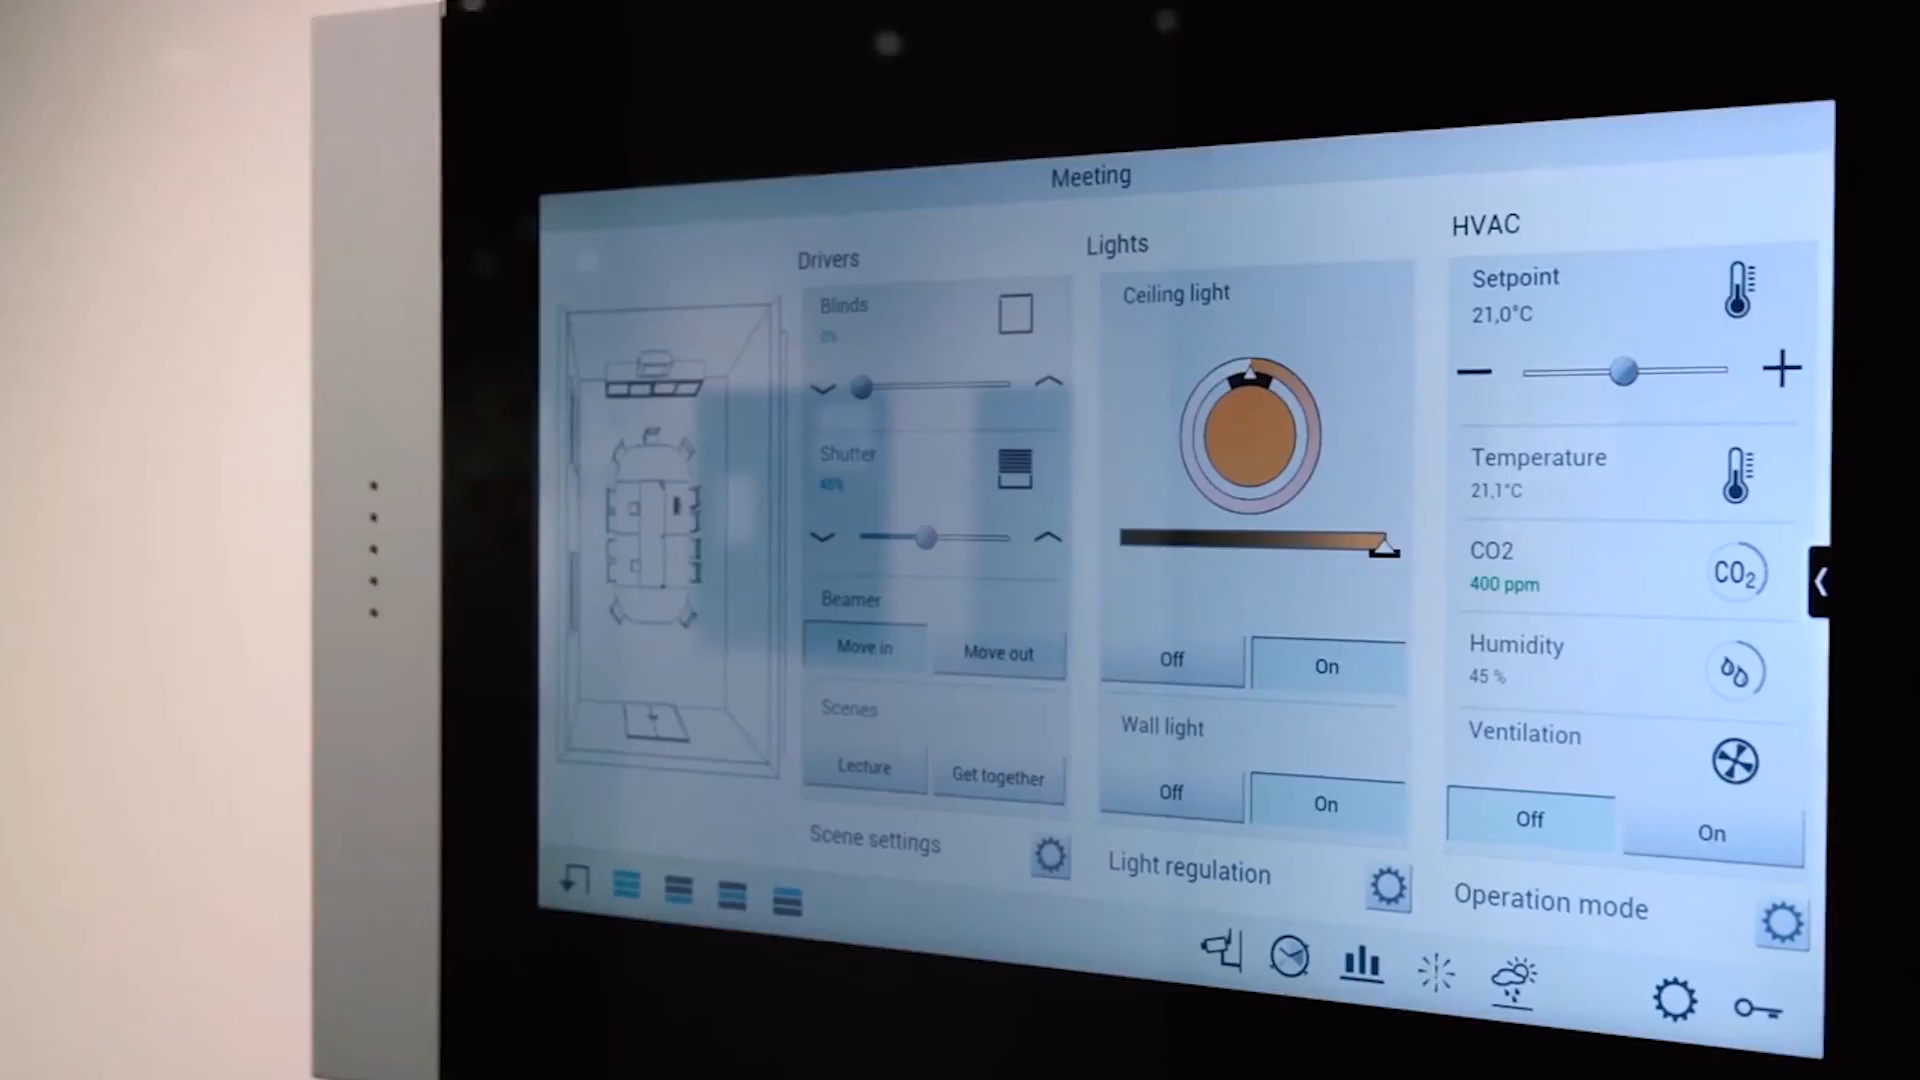 Meeting
Drivers
Blinds
0%
Shutter
46%
Beamer
Move in
Move out
Scenes
Lecture
Get together
Scene settings
Lights
Ceiling light
Off
On
Wall light
Off
On
Light regulation
HVAC
Setpoint
21,0°C
Temperature
21,1°C
CO2
400 ppm
CO2
Humidity
45 %
Ventilation
Off
On
Operation mode